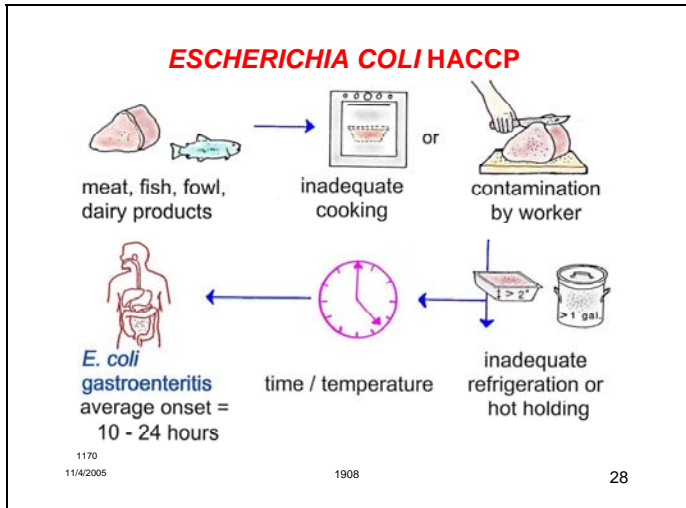 ESCHERICHIA COLI HACCP
meat, fish, fowl,
dairy products
inadequate
cooking
or
contamination
by worker
> 2"
> 1 gal.
inadequate
refrigeration or
hot holding
time / temperature
E. coli
gastroenteritis
average onset =
10 - 24 hours
1170
11/4/2005
1908
28